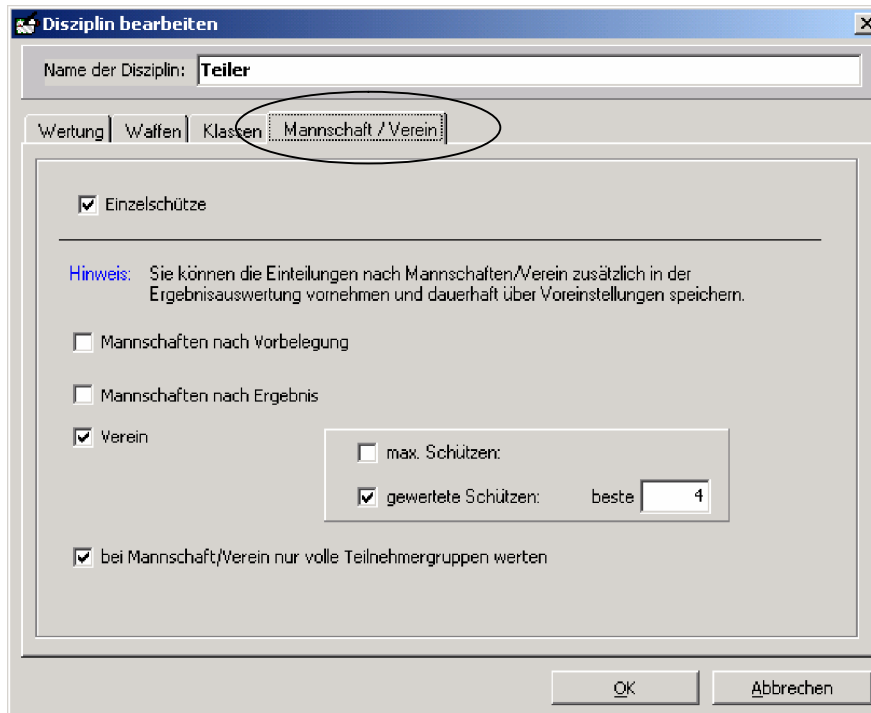 Disziplin bearbeiten
Name der Disziplin: Teiler
Wertung Waffen Klassen Mannschaft / Verein
Einzelschütze
Hinweis: Sie können die Einteilungen nach Mannschaften/Verein zusätzlich in der
Ergebnisauswertung vornehmen und dauerhaft über Voreinstellungen speichern.
Mannschaften nach Vorbelegung
Mannschaften nach Ergebnis
Verein
max. Schützen:
gewertete Schützen: beste 4
bei Mannschaft/Verein nur volle Teilnehmergruppen werten
OK Abbrechen